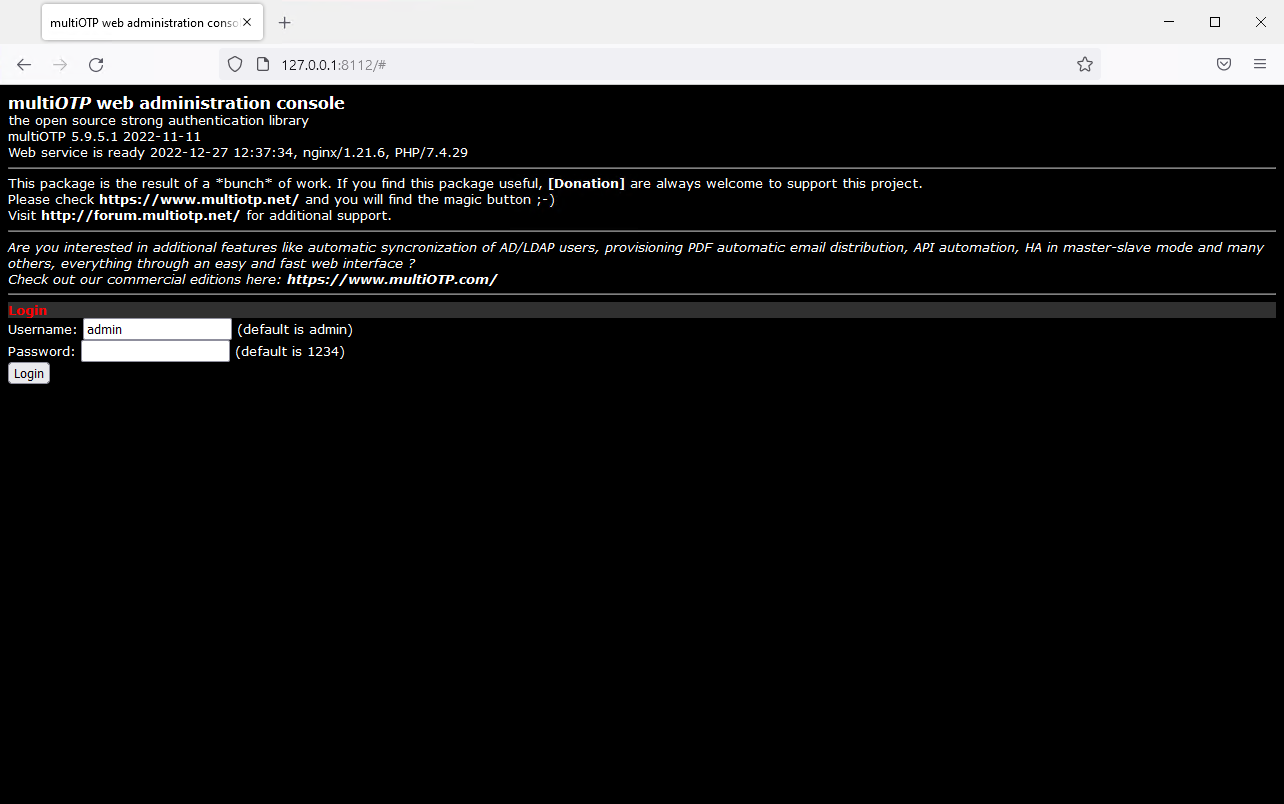 multiOTP web administration conso
127.0.0.1:8112/#
multiOTP web administration console
the open source strong authentication library
multiOTP 5.9.5.1 2022-11-11
Web service is ready 2022-12-27 12:37:34, nginx/1.21.6, PHP/7.4.29
This package is the result of a *bunch* of work. If you find this package useful, [Donation] are always welcome to support this project.
Please check https://www.multiotp.net/ and you will find the magic button ;-)
Visit http://forum.multiotp.net/ for additional support.
Are you interested in additional features like automatic syncronization of AD/LDAP users, provisioning PDF automatic email distribution, API automation, HA in master-slave mode and many
others, everything through an easy and fast web interface ?
Check out our commercial editions here: https://www.multiOTP.com/
Login
Username: admin (default is admin)
Password: (default is 1234)
Login